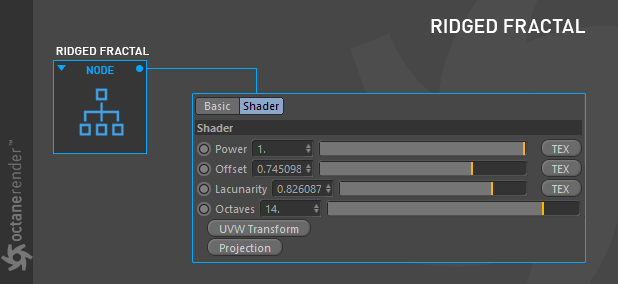 RIDGED FRACTAL
RIDGED FRACTAL
NODE
Basic Shader
Shader
Power 1. TEX
Offset 0.745098 TEX
Lacunarity 0.826087 TEX
Octaves 14.
UVW Transform
Projection
octanerender™